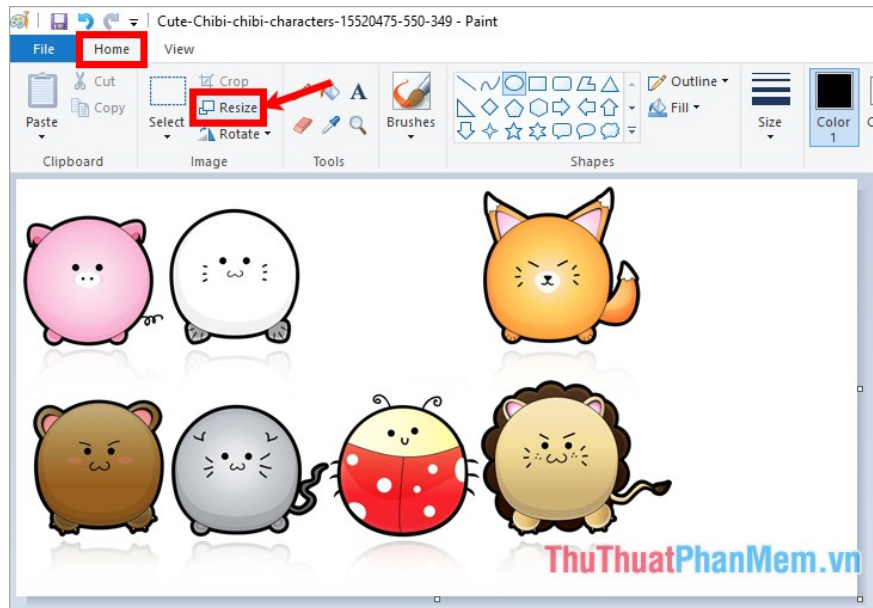 Cute-Chibi-chibi-characters-15520475-550-349 - Paint
File Home View
Cut
Crop
A
Outline
Copy
Resize
Fill
Paste
Select
Rotate
Brushes
Size
Color
1
Clipboard
Image
Tools
Shapes
ThuThuatPhanMem.vn